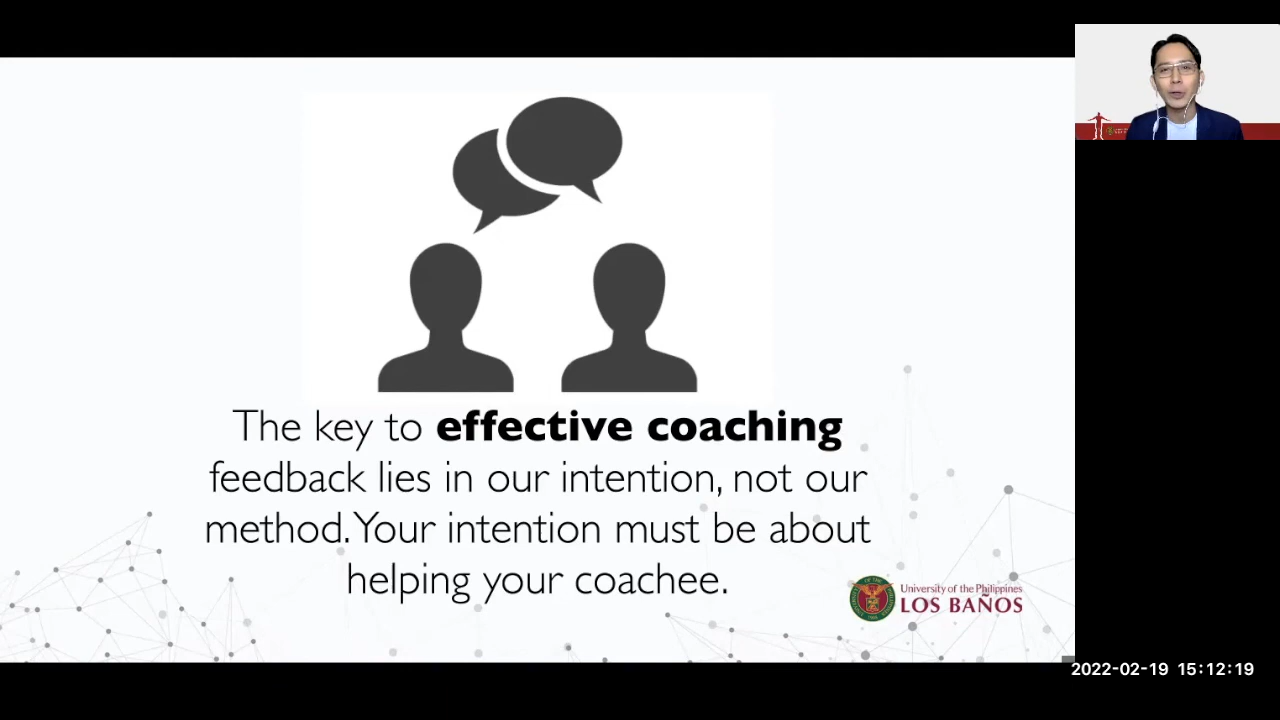 The key to effective coaching
feedback lies in our intention, not our
method. Your intention must be about
helping your coachee.
University of the Philippines
LOS BAÑOS
2022-02-19 15:12:19